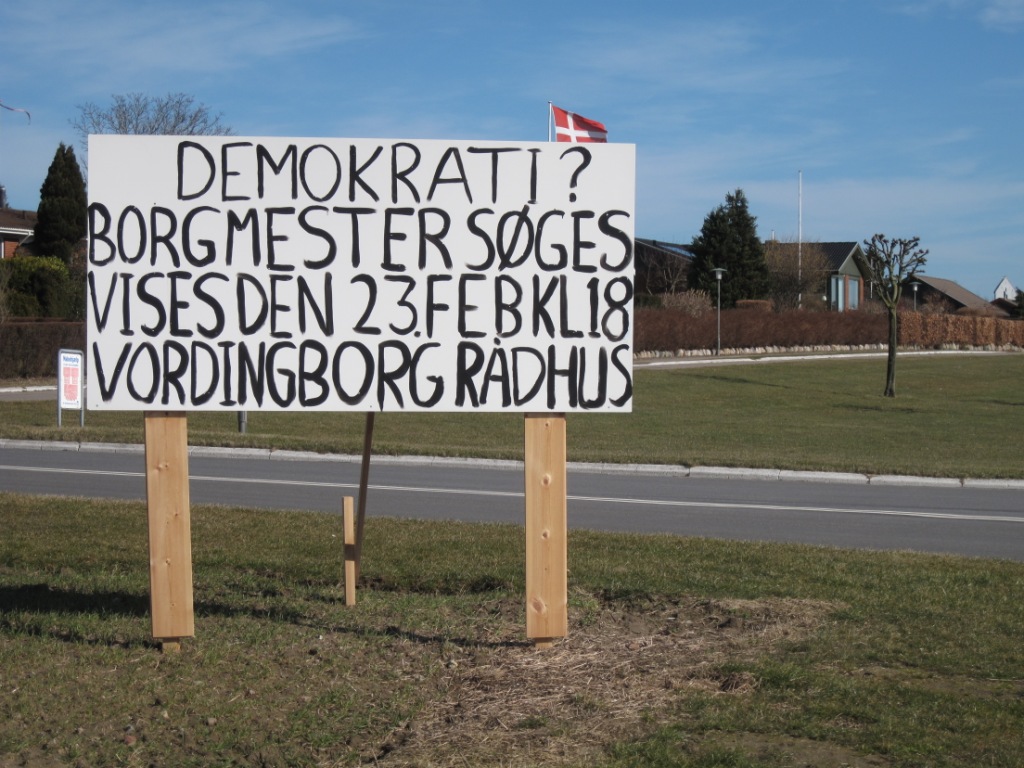 DEMOKRATI?
BORGMESTER SØGES
VISES DEN 23. FEB KL 18
VORDINGBORG RÅDHUS